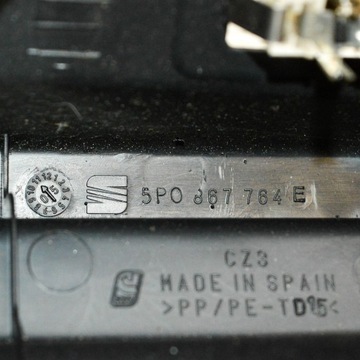 5P0 867 764 E
CZ3
MADE IN SPAIN
>PP/PE-TD15<